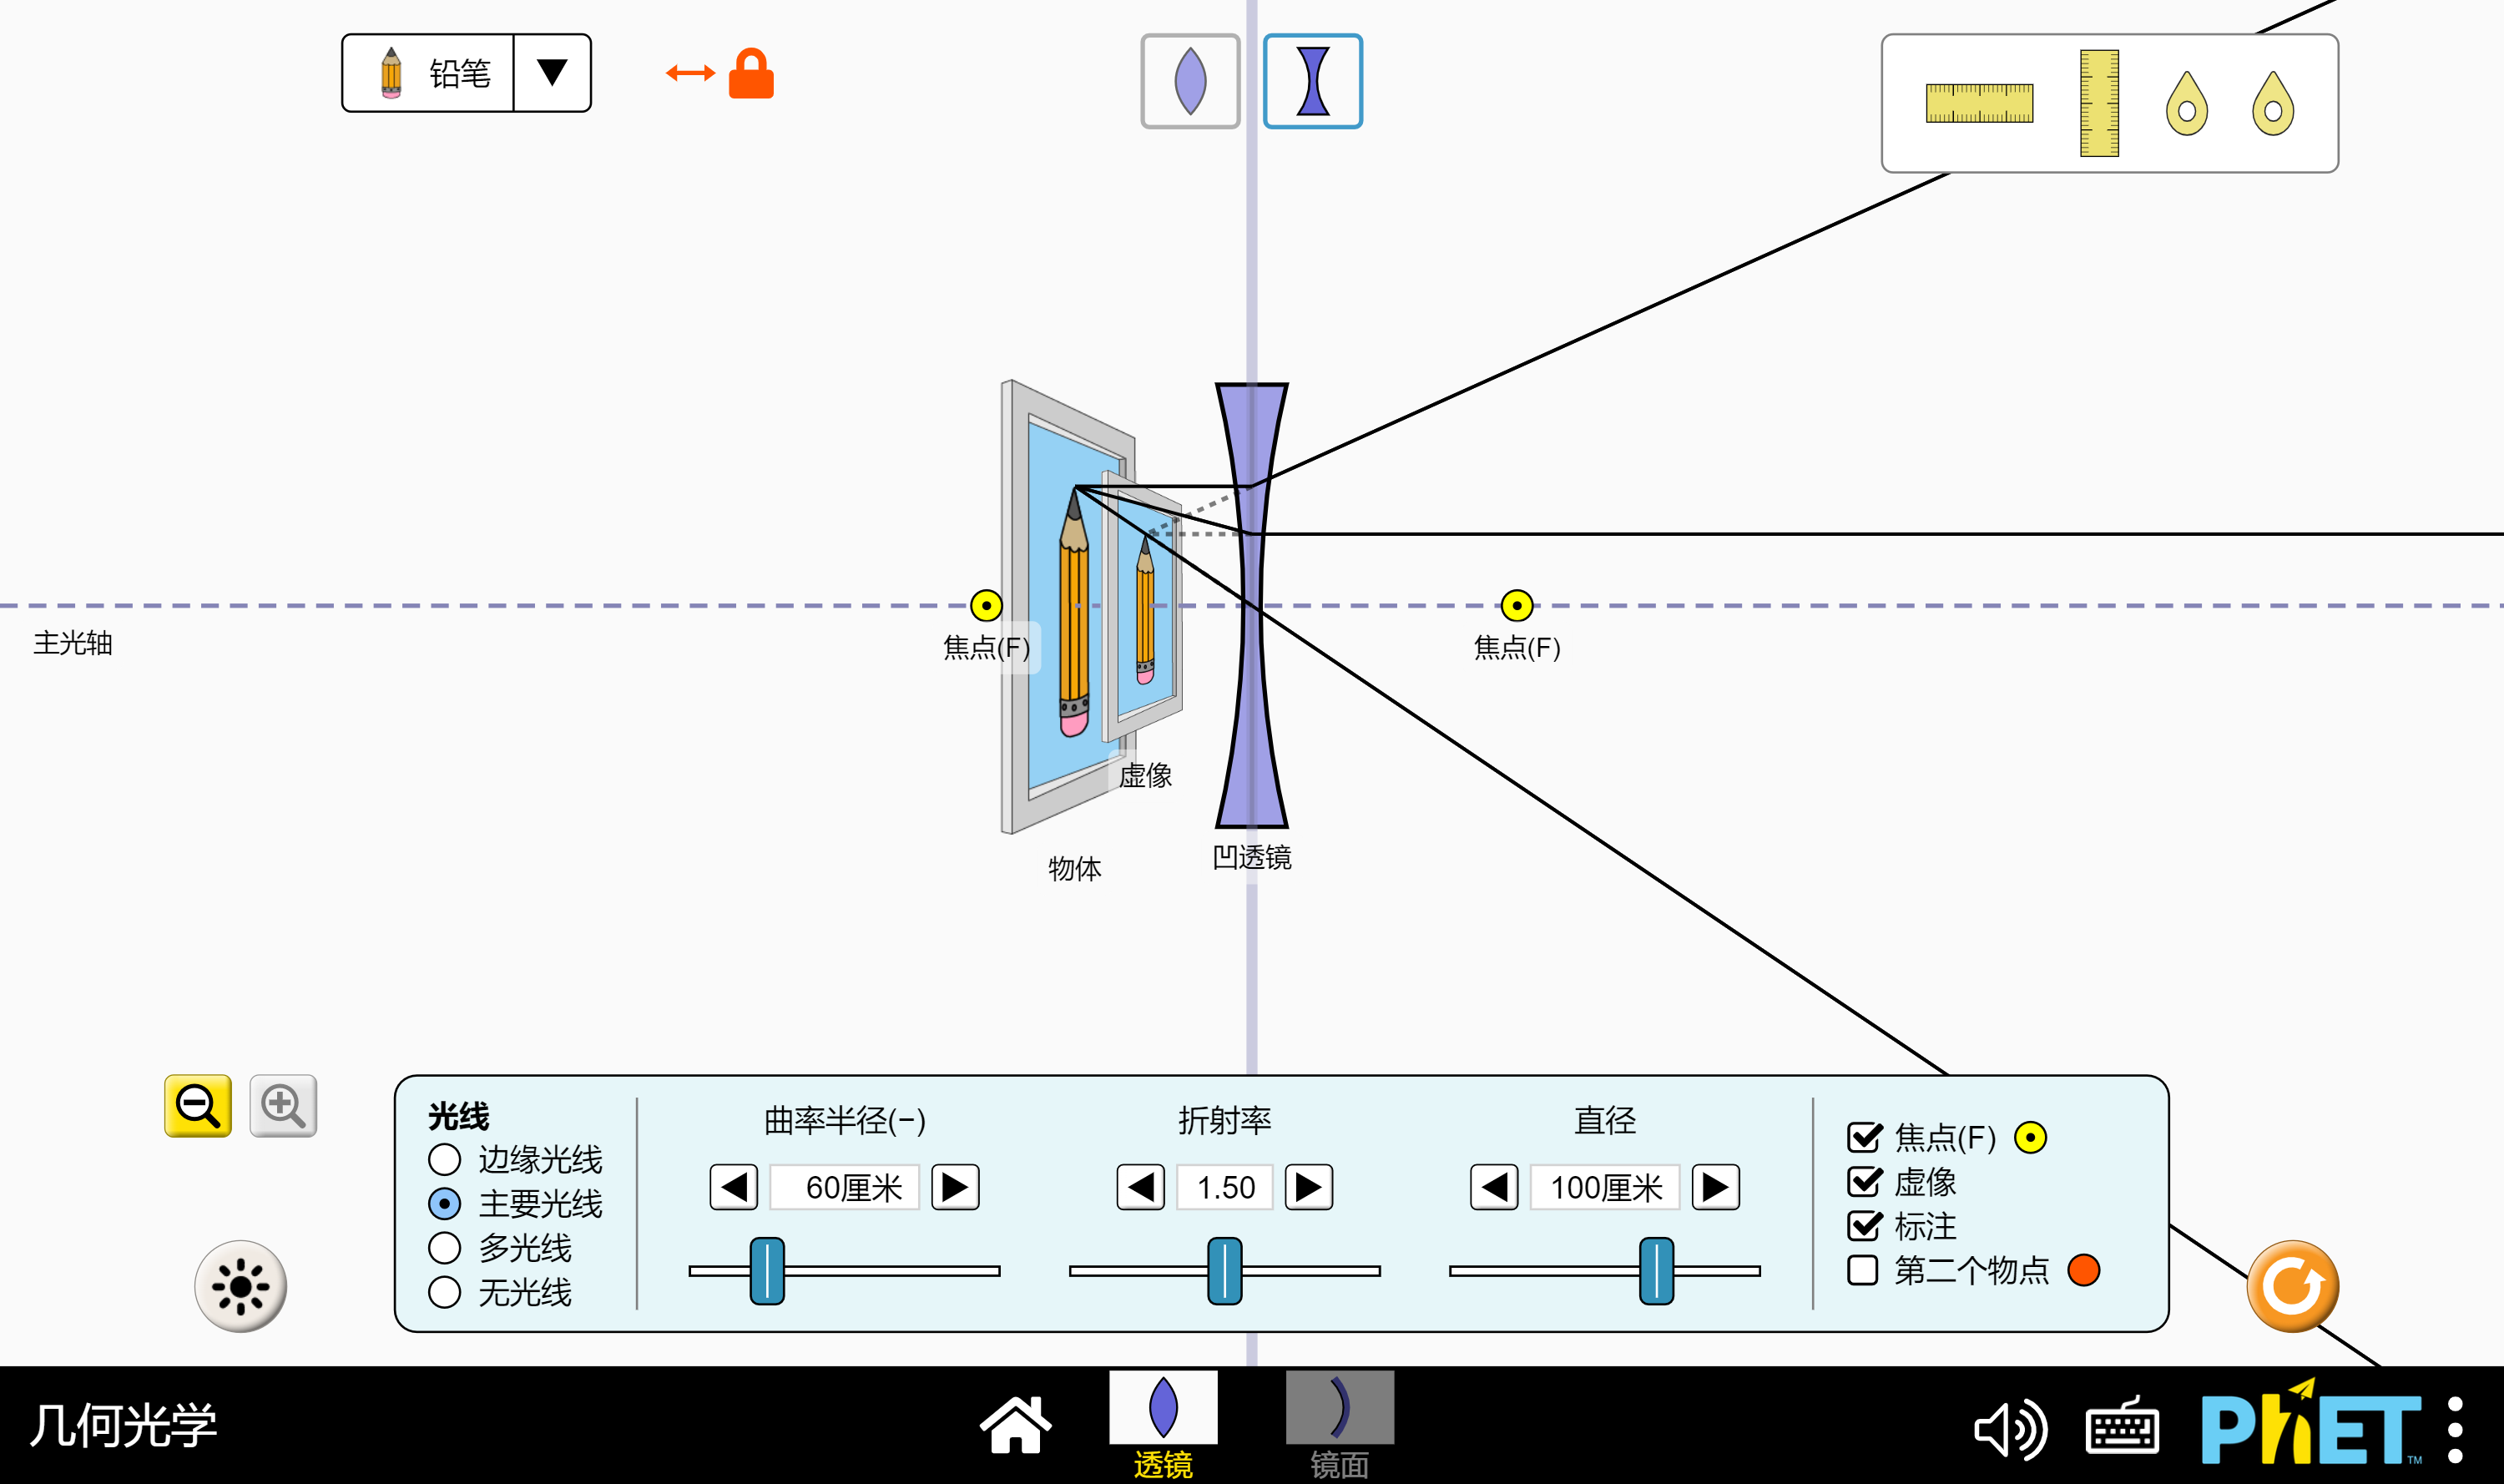 铅笔
主光轴
焦点(F)
焦点(F)
虚像
物体
凹透镜
光线
边缘光线
主要光线
多光线
无光线
曲率半径(−)
60厘米
折射率
1.50
直径
100厘米
焦点(F)
虚像
标注
第二个物点
几何光学
透镜
镜面
PhET™